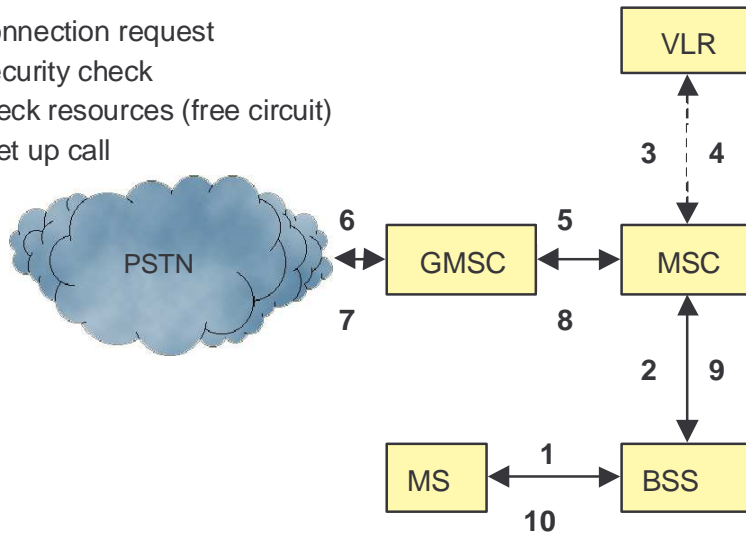 onnection request
ecurity check
eck resources (free circuit)
et up call
VLR
3 4
6 5
PSTN GMSC MSC
7 8
2 9
1
MS BSS
10